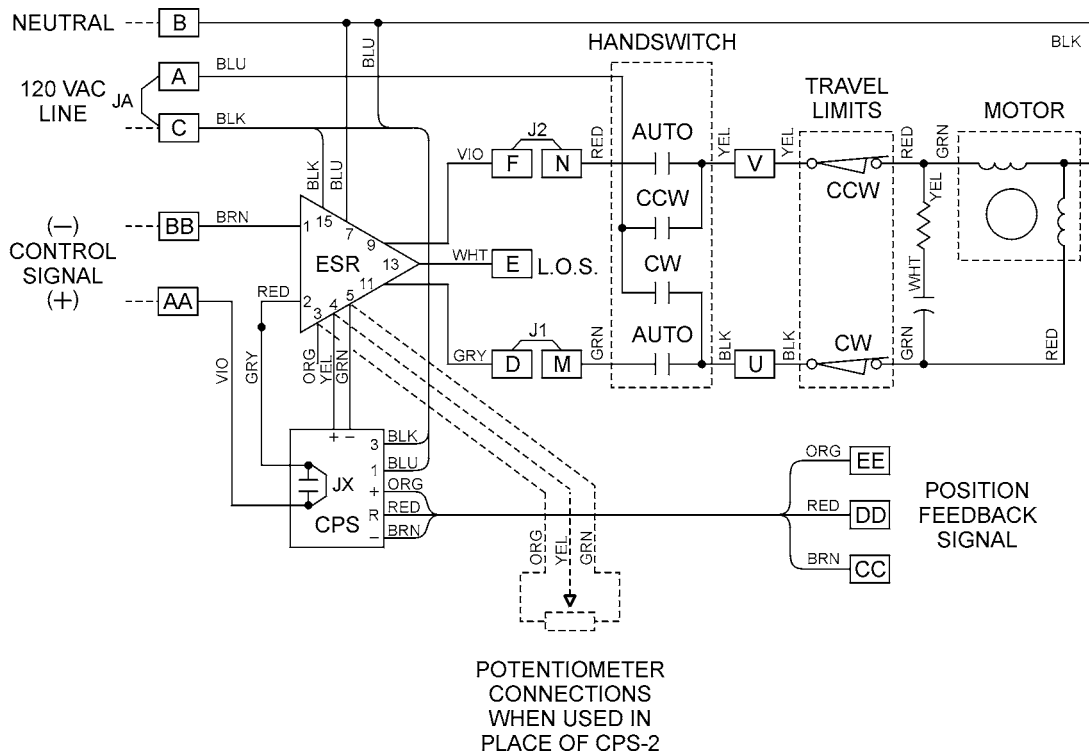 NEUTRAL
B
BLK
A
BLU
BLU
HANDSWITCH
120 VAC
LINE
JA
C
BLK
TRAVEL
LIMITS
MOTOR
J2
RED
AUTO
YEL
YEL
RED
GRN
VIO
F
N
V
BLK
BLU
CCW
CCW
YEL
(—)
CONTROL
SIGNAL
(+)
BB
BRN
1
15
7
9
ESR
13
WHT
E
L.O.S.
CW
11
RED
2
3
4
5
AUTO
WHT
AA
J1
GRN
BLK
BLK
CW
GRN
RED
GRY
D
M
U
VIO
GRY
ORG
YEL
GRN
+
−
3
BLK
1
BLU
JX
+
ORG
CPS
R
RED
−
BRN
ORG
EE
RED
DD
BRN
CC
POSITION
FEEDBACK
SIGNAL
ORG
YEL
GRN
POTENTIOMETER
CONNECTIONS
WHEN USED IN
PLACE OF CPS-2